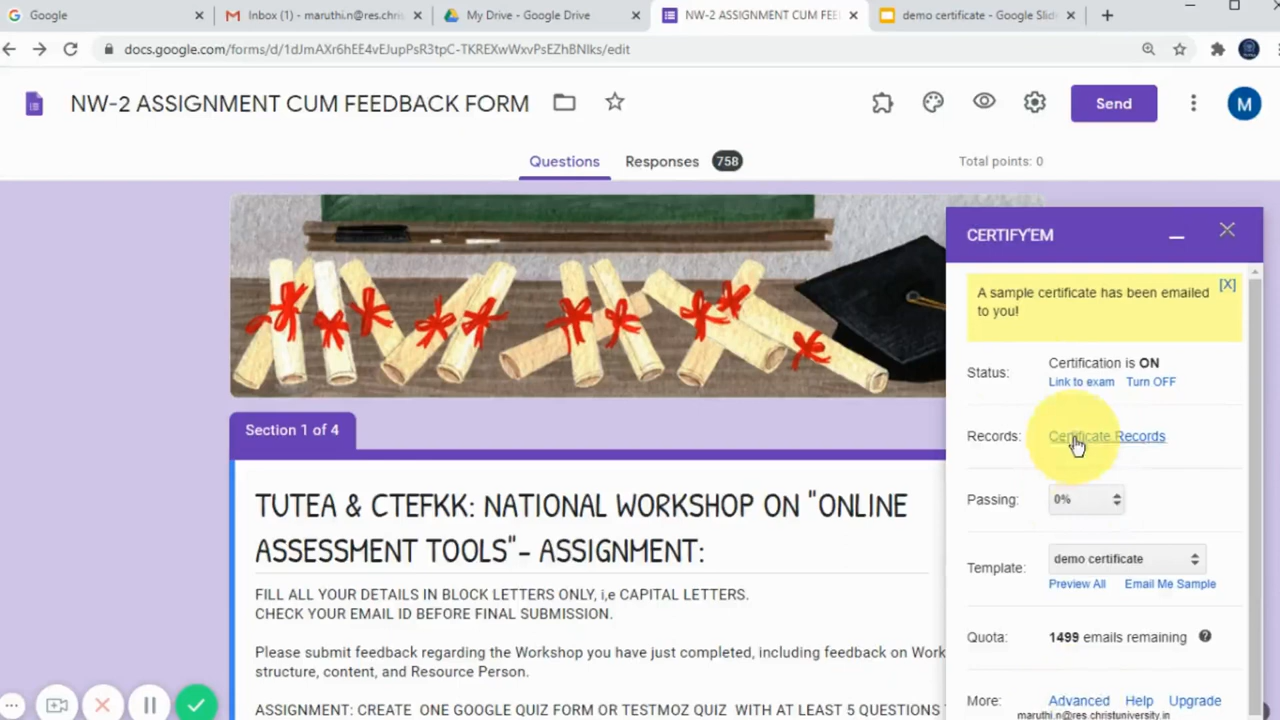 Google
Inbox (1) - maruthi.n@res.chris
My Drive - Google Drive
NW-2 ASSIGNMENT CUM FEE
demo certificate - Google Slid
docs.google.com/forms/d/1dJmAXr6hEE4vEJupPsR3tpC-TKREXwWxvPsEZhBNlks/edit
NW-2 ASSIGNMENT CUM FEEDBACK FORM
Send
M
Questions
Responses 758
Total points: 0
CERTIFY'EM
A sample certificate has been emailed
to you!
[X]
Status:
Certification is ON
Link to exam Turn OFF
Records: Certificate Records
Passing: 0%
Template: demo certificate
Preview All Email Me Sample
Quota: 1499 emails remaining
More: Advanced Help Upgrade
maruthi.n@res.christuniversity.in
Section 1 of 4
TUTEA & CTEFKK: NATIONAL WORKSHOP ON "ONLINE
ASSESSMENT TOOLS"- ASSIGNMENT:
FILL ALL YOUR DETAILS IN BLOCK LETTERS ONLY, i,e CAPITAL LETTERS.
CHECK YOUR EMAIL ID BEFORE FINAL SUBMISSION.
Please submit feedback regarding the Workshop you have just completed, including feedback on Work
structure, content, and Resource Person.
ASSIGNMENT: CREATE ONE GOOGLE QUIZ FORM OR TESTMOZ QUIZ WITH AT LEAST 5 QUESTIONS